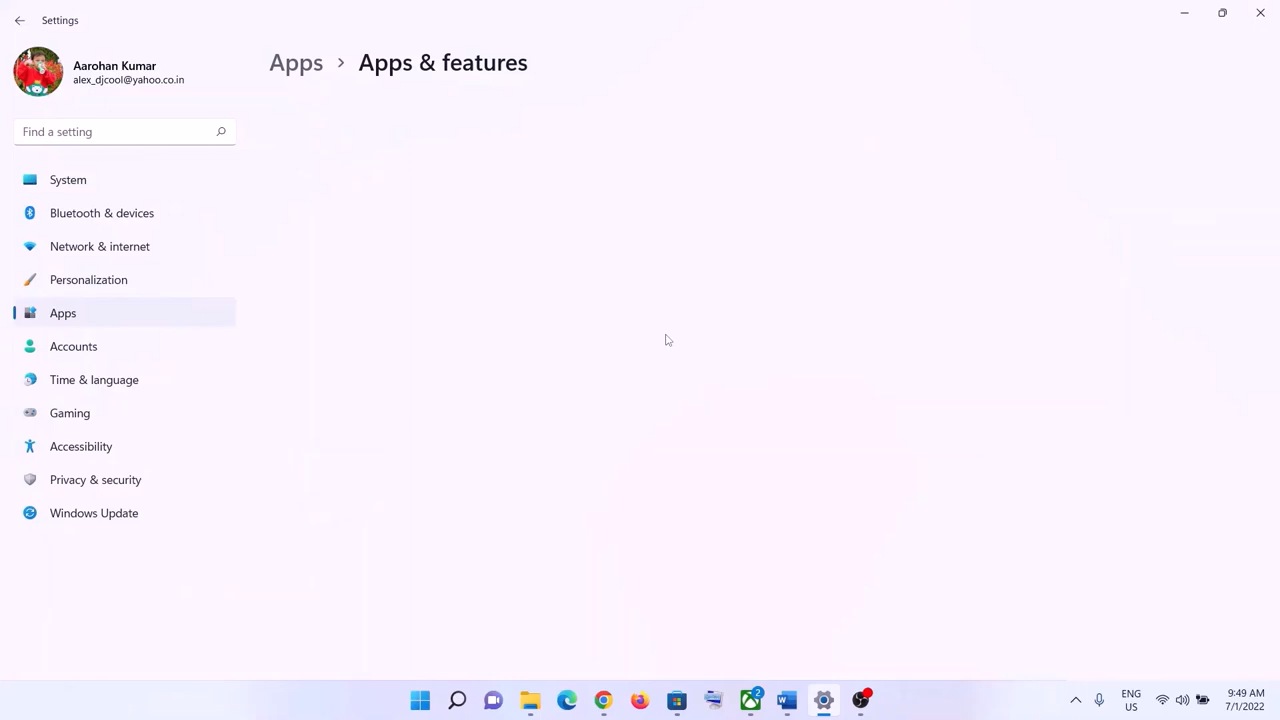 Settings
Aarohan Kumar
alex_djcool@yahoo.co.in
Apps > Apps & features
Find a setting
System
Bluetooth & devices
Network & internet
Personalization
Apps
Accounts
Time & language
Gaming
Accessibility
Privacy & security
Windows Update
2
ENG
US
9:49 AM
7/1/2022